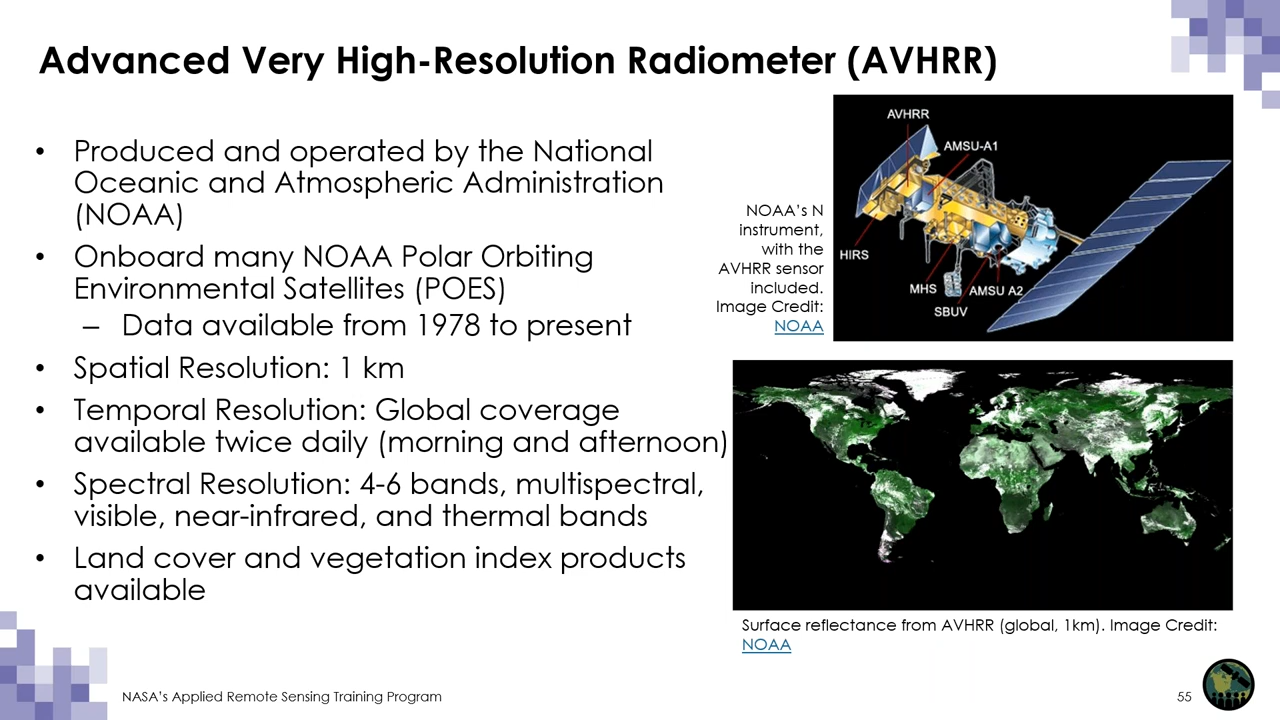 Advanced Very High-Resolution Radiometer (AVHRR)
• Produced and operated by the National
Oceanic and Atmospheric Administration
(NOAA)
• Onboard many NOAA Polar Orbiting
Environmental Satellites (POES)
– Data available from 1978 to present
• Spatial Resolution: 1 km
• Temporal Resolution: Global coverage
available twice daily (morning and afternoon)
• Spectral Resolution: 4-6 bands, multispectral,
visible, near-infrared, and thermal bands
• Land cover and vegetation index products
available
NOAA’s N
instrument,
with the
AVHRR sensor
included.
Image Credit:
NOAA
AVHRR
AMSU-A1
HIRS
MHS
AMSU A2
SBUV
Surface reflectance from AVHRR (global, 1km). Image Credit:
NOAA
NASA’s Applied Remote Sensing Training Program
55